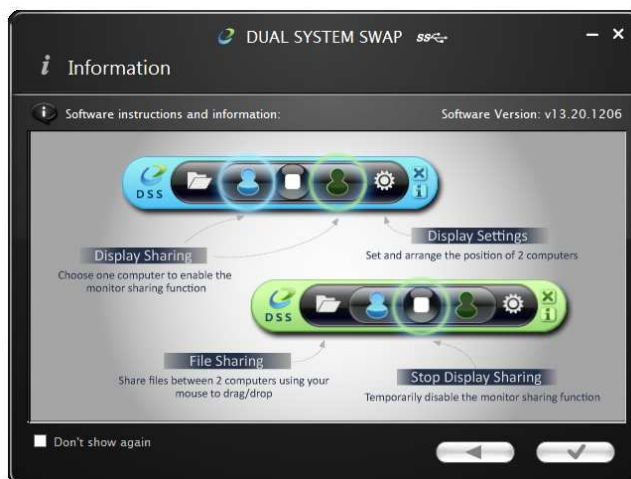 DUAL SYSTEM SWAP SS
i Information
i Software instructions and information: Software Version: v13.20.1206
DSS
Display Sharing
Choose one computer to enable the
monitor sharing function
Display Settings
Set and arrange the position of 2 computers
DSS
File Sharing
Share files between 2 computers using your
mouse to drag/drop
Stop Display Sharing
Temporarily disable the monitor sharing function
Don't show again